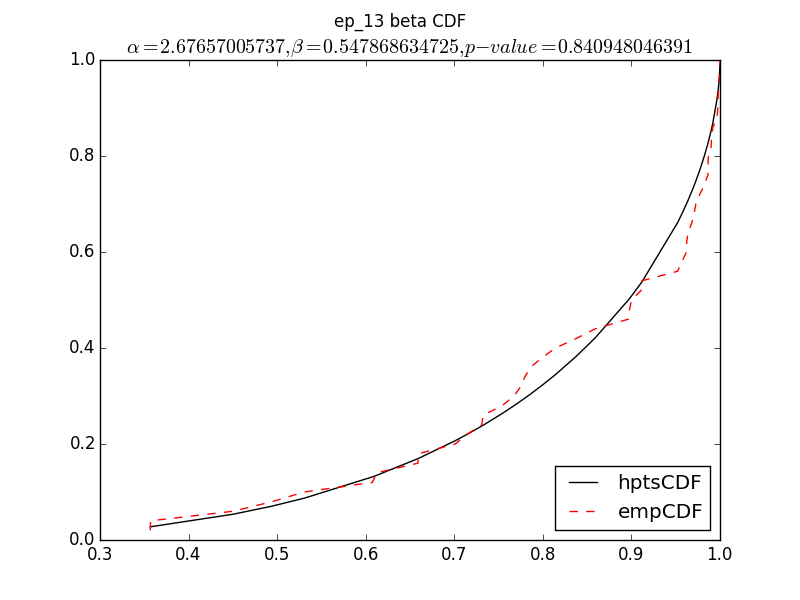 ep_13 beta CDF
α=2.67657005737,β=0.547868634725,p−value=0.840948046391
1.0
0.8
0.6
0.4
0.2
0.0
0.3 0.4 0.5 0.6 0.7 0.8 0.9 1.0
hptsCDF
empCDF